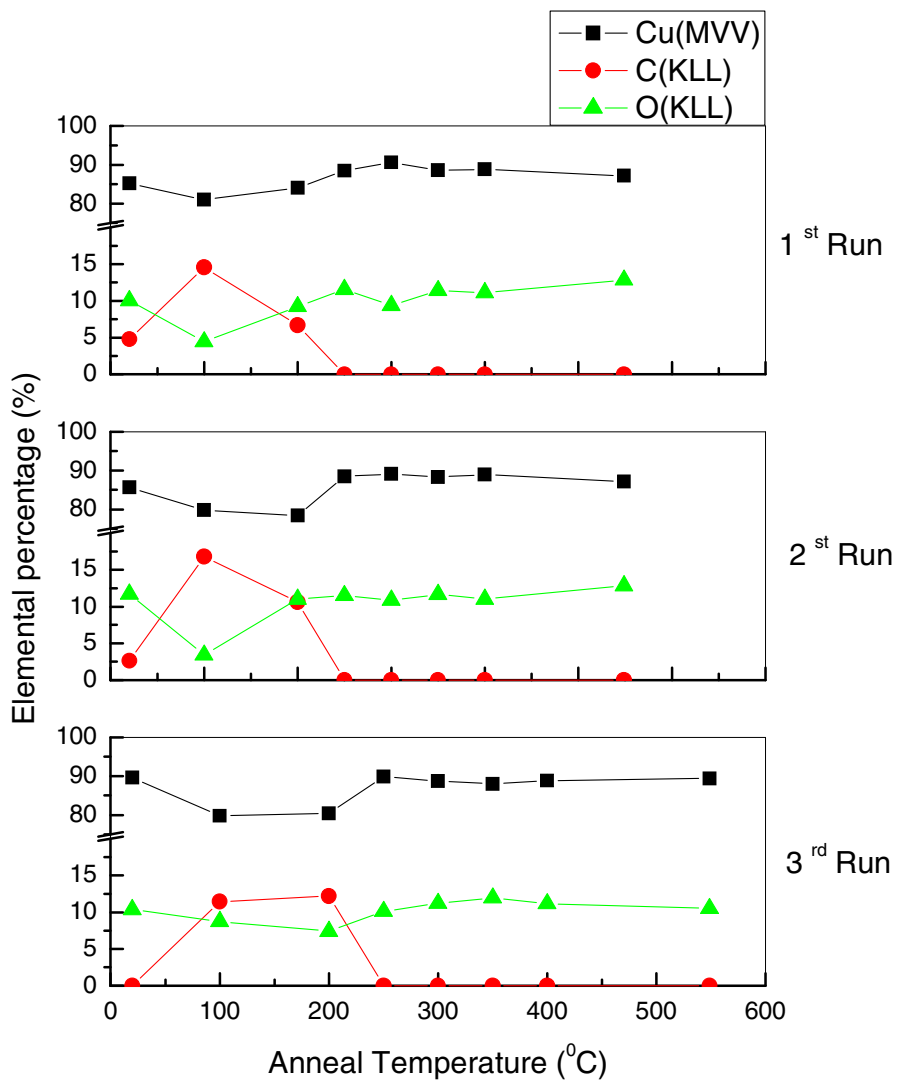 Cu(MVV)
C(KLL)
O(KLL)
100
90
80
15
10
5
0
1 st Run
100
90
80
15
10
5
0
2 st Run
100
90
80
15
10
5
0
3 rd Run
0 100 200 300 400 500 600
Anneal Temperature (0C)
Elemental percentage (%)